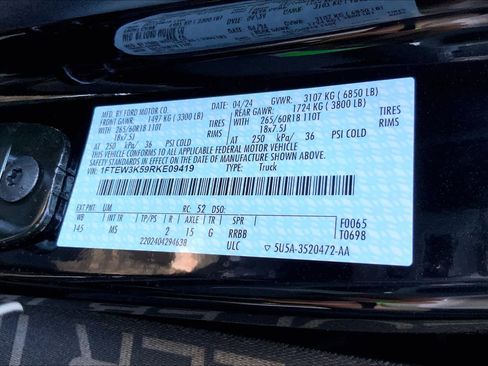 MFD. BY FORD MOTOR CO.
DATE: 04/24 GVWR: 3107 KG ( 6850 LB)
FRONT GAWR: 1497 KG ( 3300 LB) REAR GAWR: 1724 KG ( 3800 LB)
WITH 265/60R18 110T TIRES WITH 265/60R18 110T TIRES
18x7.5J RIMS 18x7.5J RIMS
AT 250 kPa/ 36 PSI COLD AT 250 kPa/ 36 PSI COLD
THIS VEHICLE CONFORMS TO ALL APPLICABLE FEDERAL MOTOR VEHICLE
SAFETY STANDARDS IN EFFECT ON THE DATE OF MANUFACTURE SHOWN ABOVE.
VIN: 1FTEW3K59RKE09419 TYPE: Truck
F0065
T0698
EXT PNT: UM RC: 52 DSO:
WB INT TR R AXLE TR SPR
145 MS 2 15 G RRBB
2202404294638 ULC 5U5A-3520472-AA